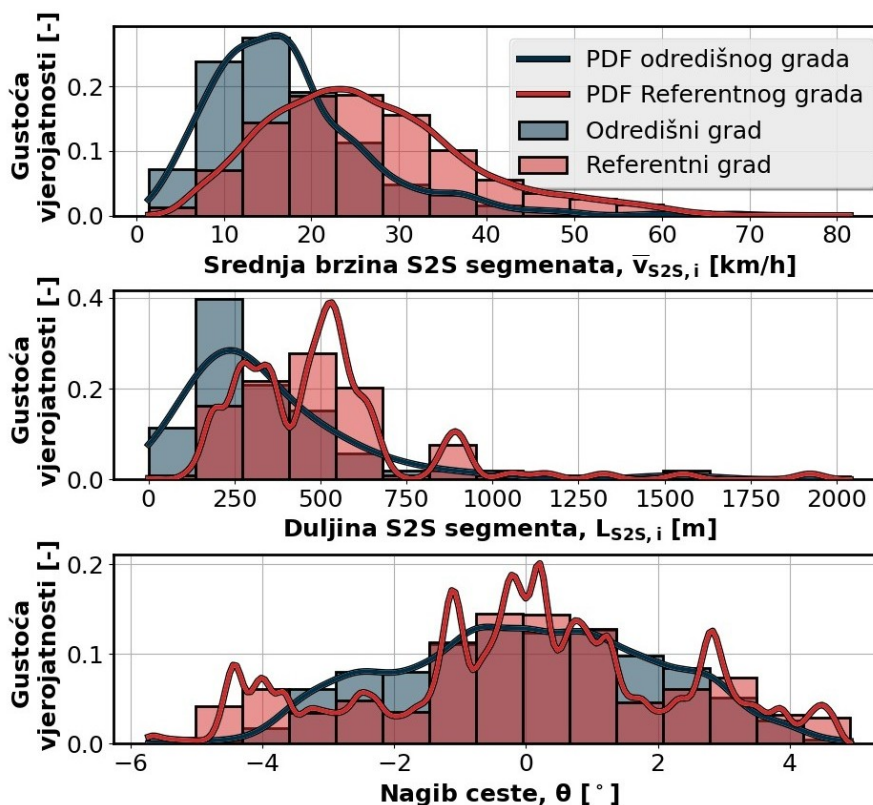 Gustoća
vjerojatnosti [-]
0.2
0.1
0.0
PDF odredišnog grada
PDF Referentnog grada
Odredišni grad
Referentni grad
0 10 20 30 40 50 60 70 80
Srednja brzina S2S segmenata, v̅S2S, i [km/h]
Gustoća
vjerojatnosti [-]
0.4
0.2
0.0
0 250 500 750 1000 1250 1500 1750 2000
Duljina S2S segmenta, LS2S, i [m]
Gustoća
vjerojatnosti [-]
0.2
0.1
0.0
−6 −4 −2 0 2 4
Nagib ceste, θ [°]